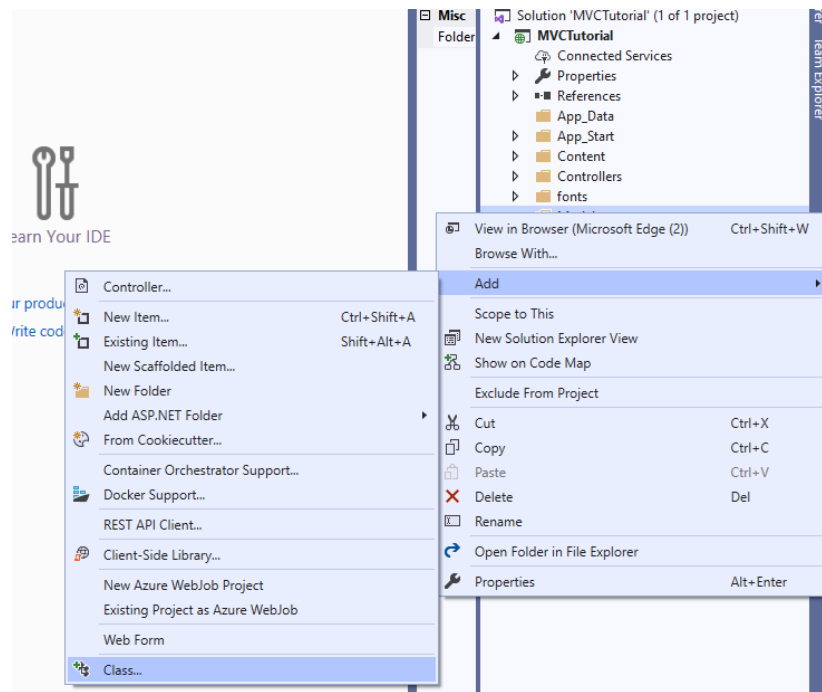 Misc
Folder
Solution 'MVCTutorial' (1 of 1 project)
MVCTutorial
Connected Services
Properties
References
App_Data
App_Start
Content
Controllers
fonts
Team Explorer
earn Your IDE
ur produ
rite cod
View in Browser (Microsoft Edge (2)) Ctrl+Shift+W
Browse With...
Add
Scope to This
New Solution Explorer View
Show on Code Map
Exclude From Project
Cut Ctrl+X
Copy Ctrl+C
Paste Ctrl+V
Delete Del
Rename
Open Folder in File Explorer
Properties Alt+Enter
Controller...
New Item... Ctrl+Shift+A
Existing Item... Shift+Alt+A
New Scaffolded Item...
New Folder
Add ASP.NET Folder
From Cookiecutter...
Container Orchestrator Support...
Docker Support...
REST API Client...
Client-Side Library...
New Azure WebJob Project
Existing Project as Azure WebJob
Web Form
Class...